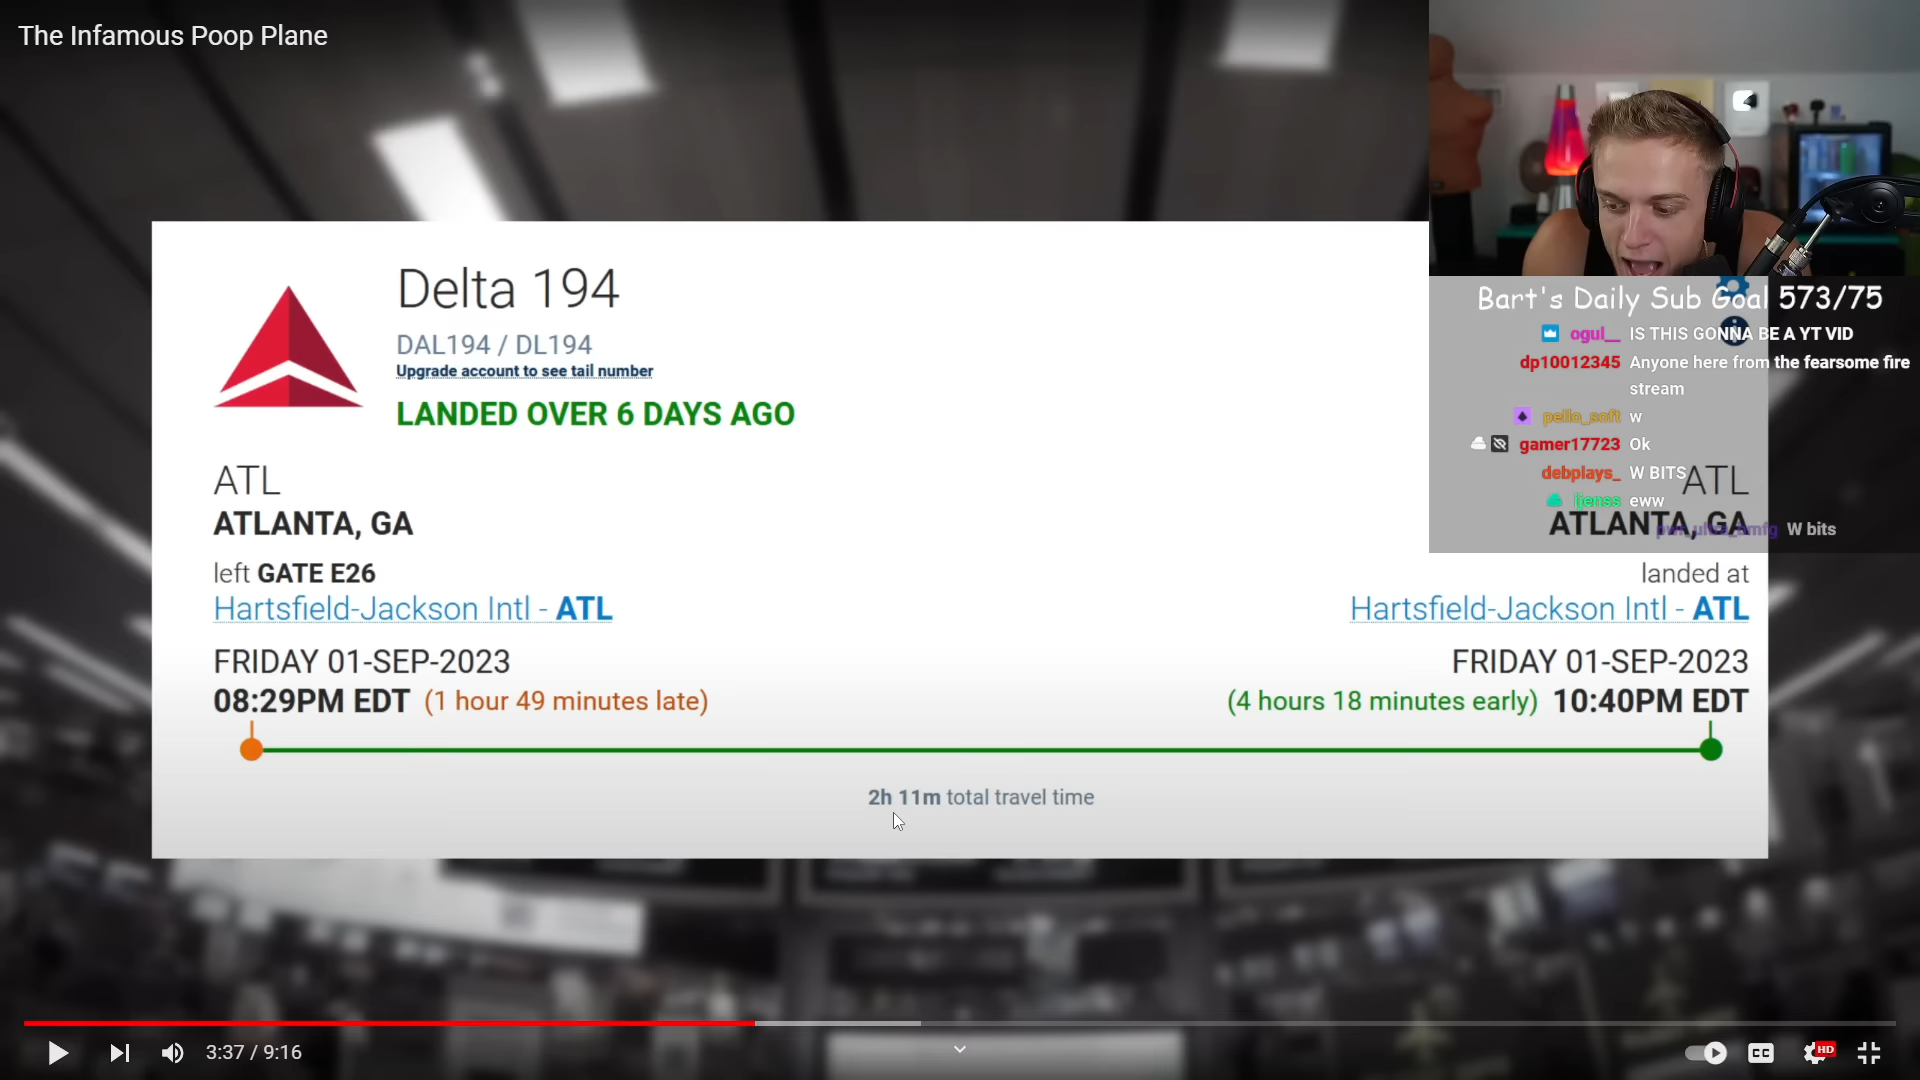 The Infamous Poop Plane
Delta 194
DAL194 / DL194
Upgrade account to see tail number
LANDED OVER 6 DAYS AGO
ATL
ATLANTA, GA
left GATE E26
Hartsfield-Jackson Intl - ATL
FRIDAY 01-SEP-2023
08:29PM EDT (1 hour 49 minutes late)
Bart's Daily Sub Goal 573/75
ogul__ IS THIS GONNA BE A YT VID
dp10012345 Anyone here from the fearsome fire
stream
pello_soft w
gamer17723 Ok
debplays_ W BITS
ljenss eww
W bits
ATL
ATLANTA, GA
landed at
Hartsfield-Jackson Intl - ATL
FRIDAY 01-SEP-2023
(4 hours 18 minutes early) 10:40PM EDT
2h 11m total travel time
3:37 / 9:16
CC
HD